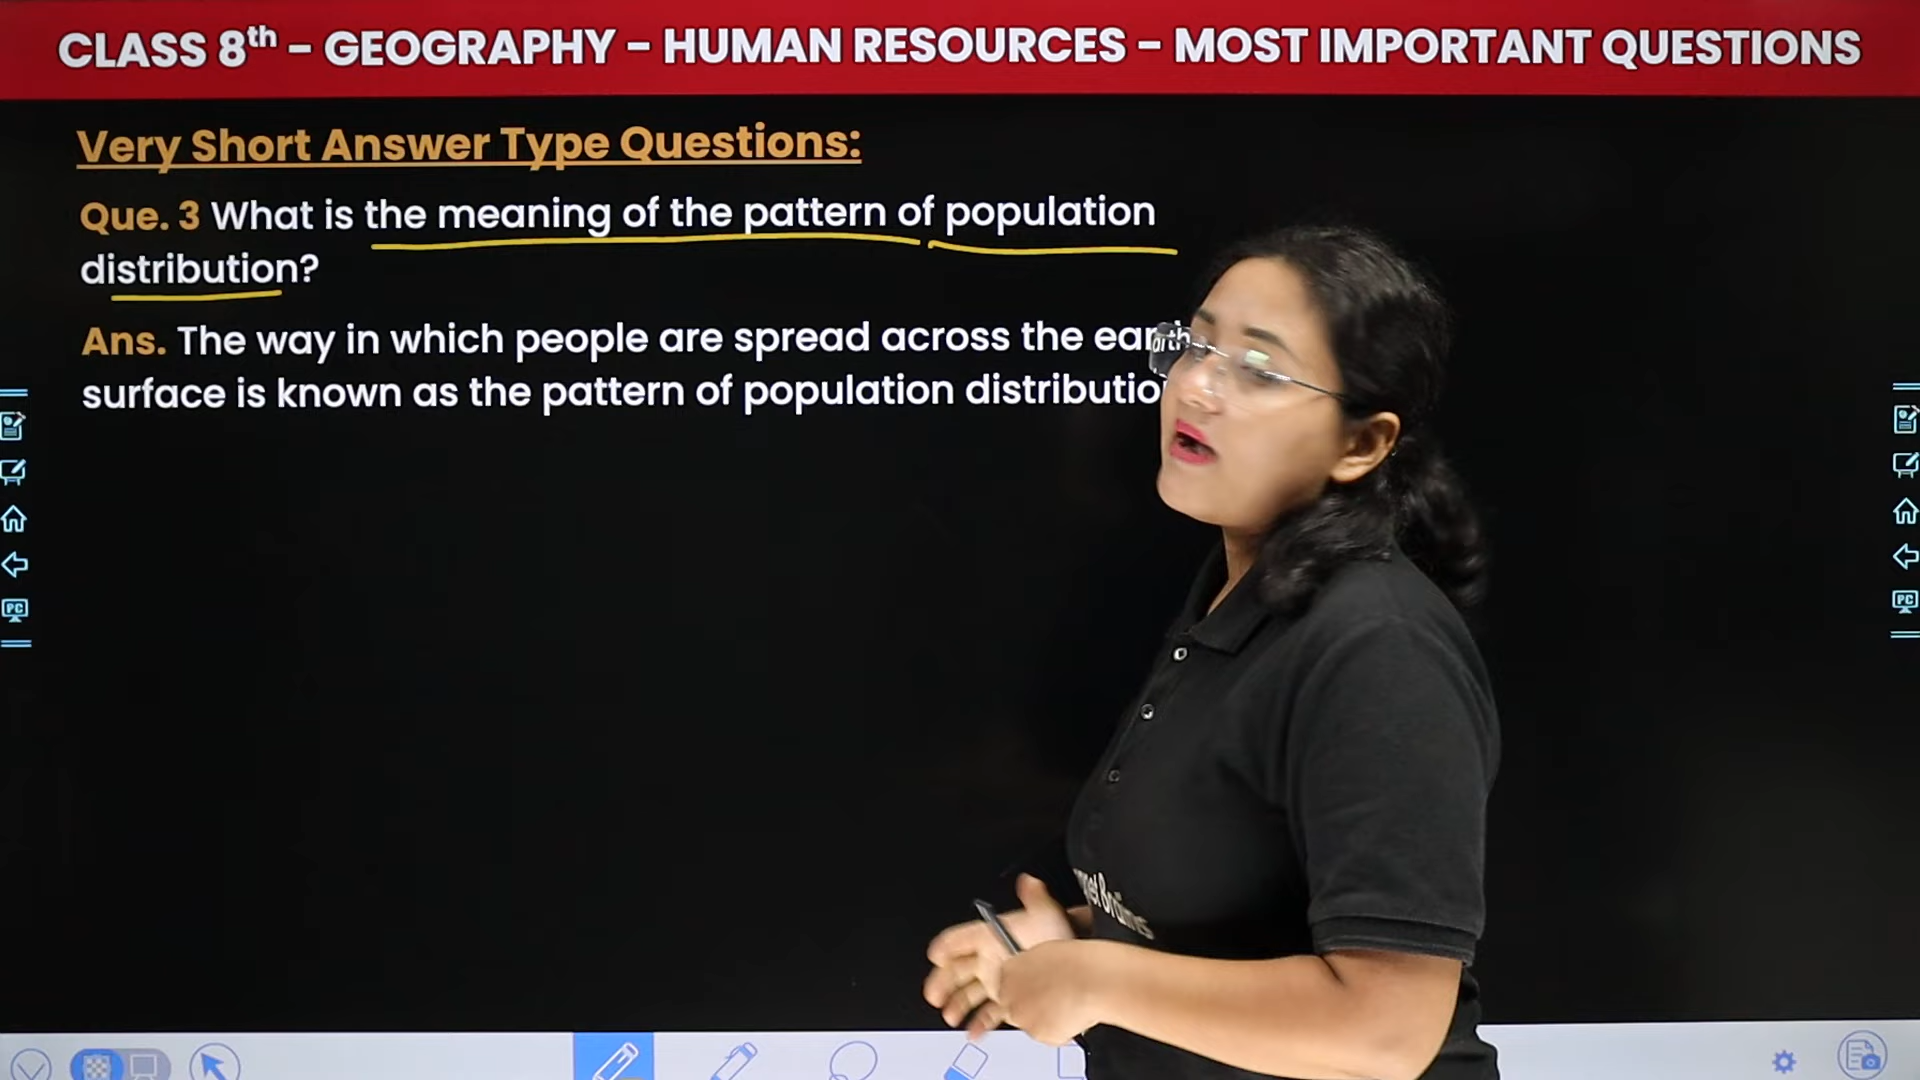 CLASS 8th – GEOGRAPHY – HUMAN RESOURCES – MOST IMPORTANT QUESTIONS
Very Short Answer Type Questions:
Que. 3 What is the meaning of the pattern of population
distribution?
Ans. The way in which people are spread across the earth
surface is known as the pattern of population distributio
PC
PC